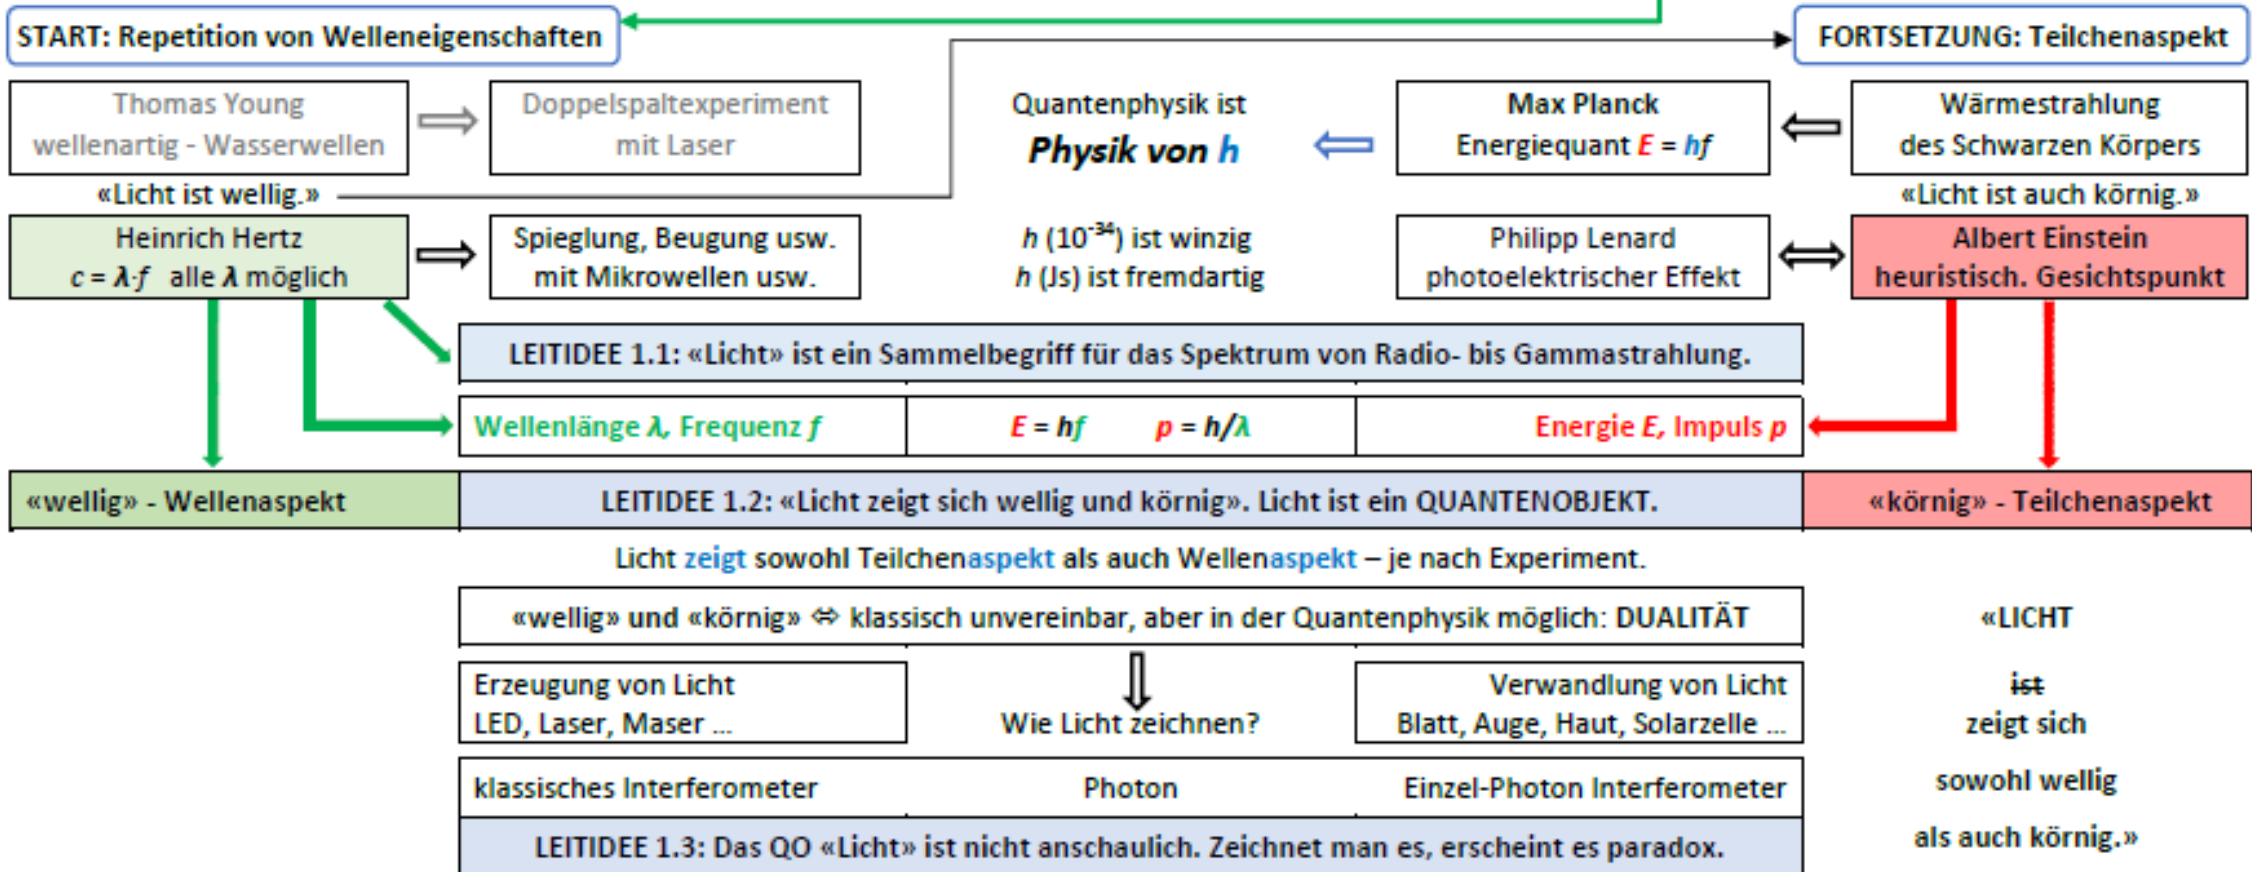 START: Repetition von Welleneigenschaften
FORTSETZUNG: Teilchenaspekt
Thomas Young
wellenartig - Wasserwellen
Doppelspaltexperiment
mit Laser
Quantenphysik ist
Physik von h
Max Planck
Energiequant E = hf
Wärmestrahlung
des Schwarzen Körpers
«Licht ist wellig.»
«Licht ist auch körnig.»
Heinrich Hertz
c = λ·f alle λ möglich
Spieglung, Beugung usw.
mit Mikrowellen usw.
h (10⁻³⁴) ist winzig
h (Js) ist fremdartig
Philipp Lenard
photoelektrischer Effekt
Albert Einstein
heuristisch. Gesichtspunkt
LEITIDEE 1.1: «Licht» ist ein Sammelbegriff für das Spektrum von Radio- bis Gammastrahlung.
Wellenlänge λ, Frequenz f
E = hf p = h/λ
Energie E, Impuls p
«wellig» - Wellenaspekt
LEITIDEE 1.2: «Licht zeigt sich wellig und körnig». Licht ist ein QUANTENOBJEKT.
«körnig» - Teilchenaspekt
Licht zeigt sowohl Teilchenaspekt als auch Wellenaspekt – je nach Experiment.
«wellig» und «körnig» ⇎ klassisch unvereinbar, aber in der Quantenphysik möglich: DUALITÄT
Erzeugung von Licht
LED, Laser, Maser ...
Wie Licht zeichnen?
Verwandlung von Licht
Blatt, Auge, Haut, Solarzelle ...
klassisches Interferometer
Photon
Einzel-Photon Interferometer
LEITIDEE 1.3: Das QO «Licht» ist nicht anschaulich. Zeichnet man es, erscheint es paradox.
«LICHT
ist
zeigt sich
sowohl wellig
als auch körnig.»